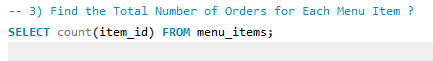 -- 3) Find the Total Number of Orders for Each Menu Item ?
SELECT count(item_id) FROM menu_items;